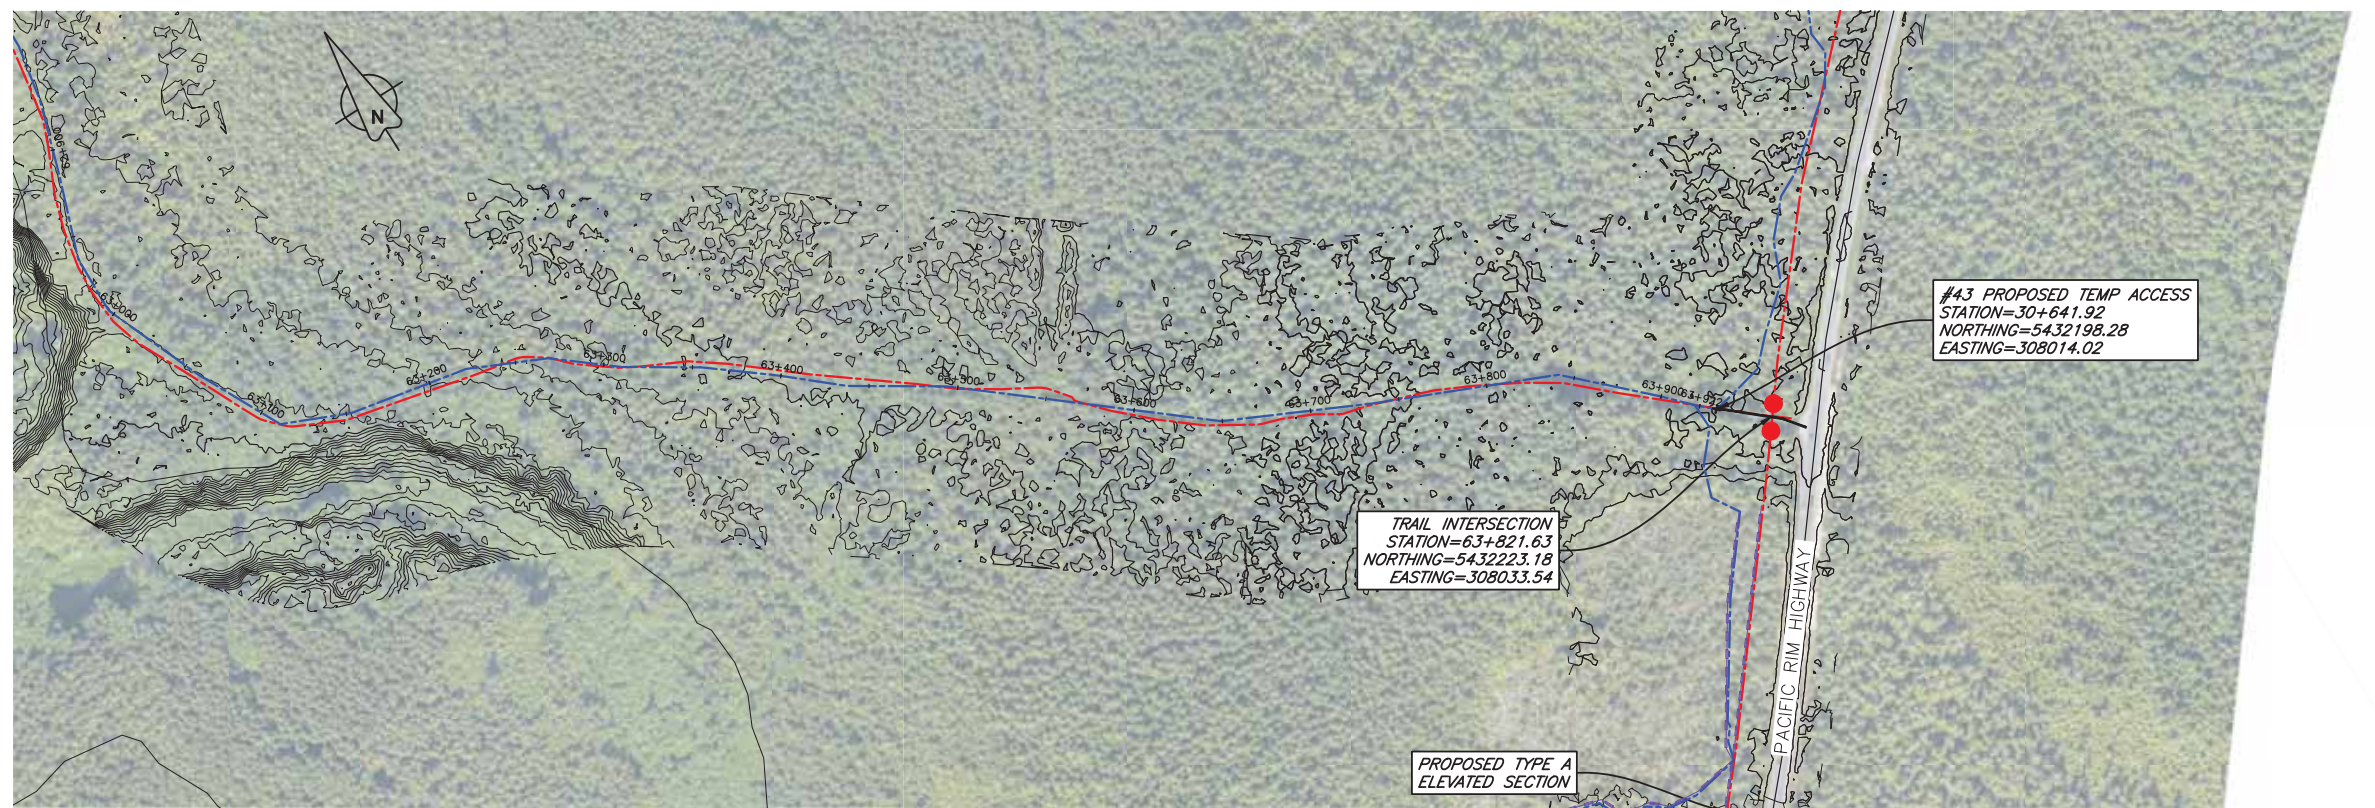 N
62+900
63+000
63+100
63+200
63+300
63+400
63+500
63+600
63+700
63+800
63+900
#43 PROPOSED TEMP ACCESS
STATION=30+641.92
NORTHING=5432198.28
EASTING=308014.02
TRAIL INTERSECTION
STATION=63+821.63
NORTHING=5432223.18
EASTING=308033.54
PACIFIC RIM HIGHWAY
PROPOSED TYPE A
ELEVATED SECTION